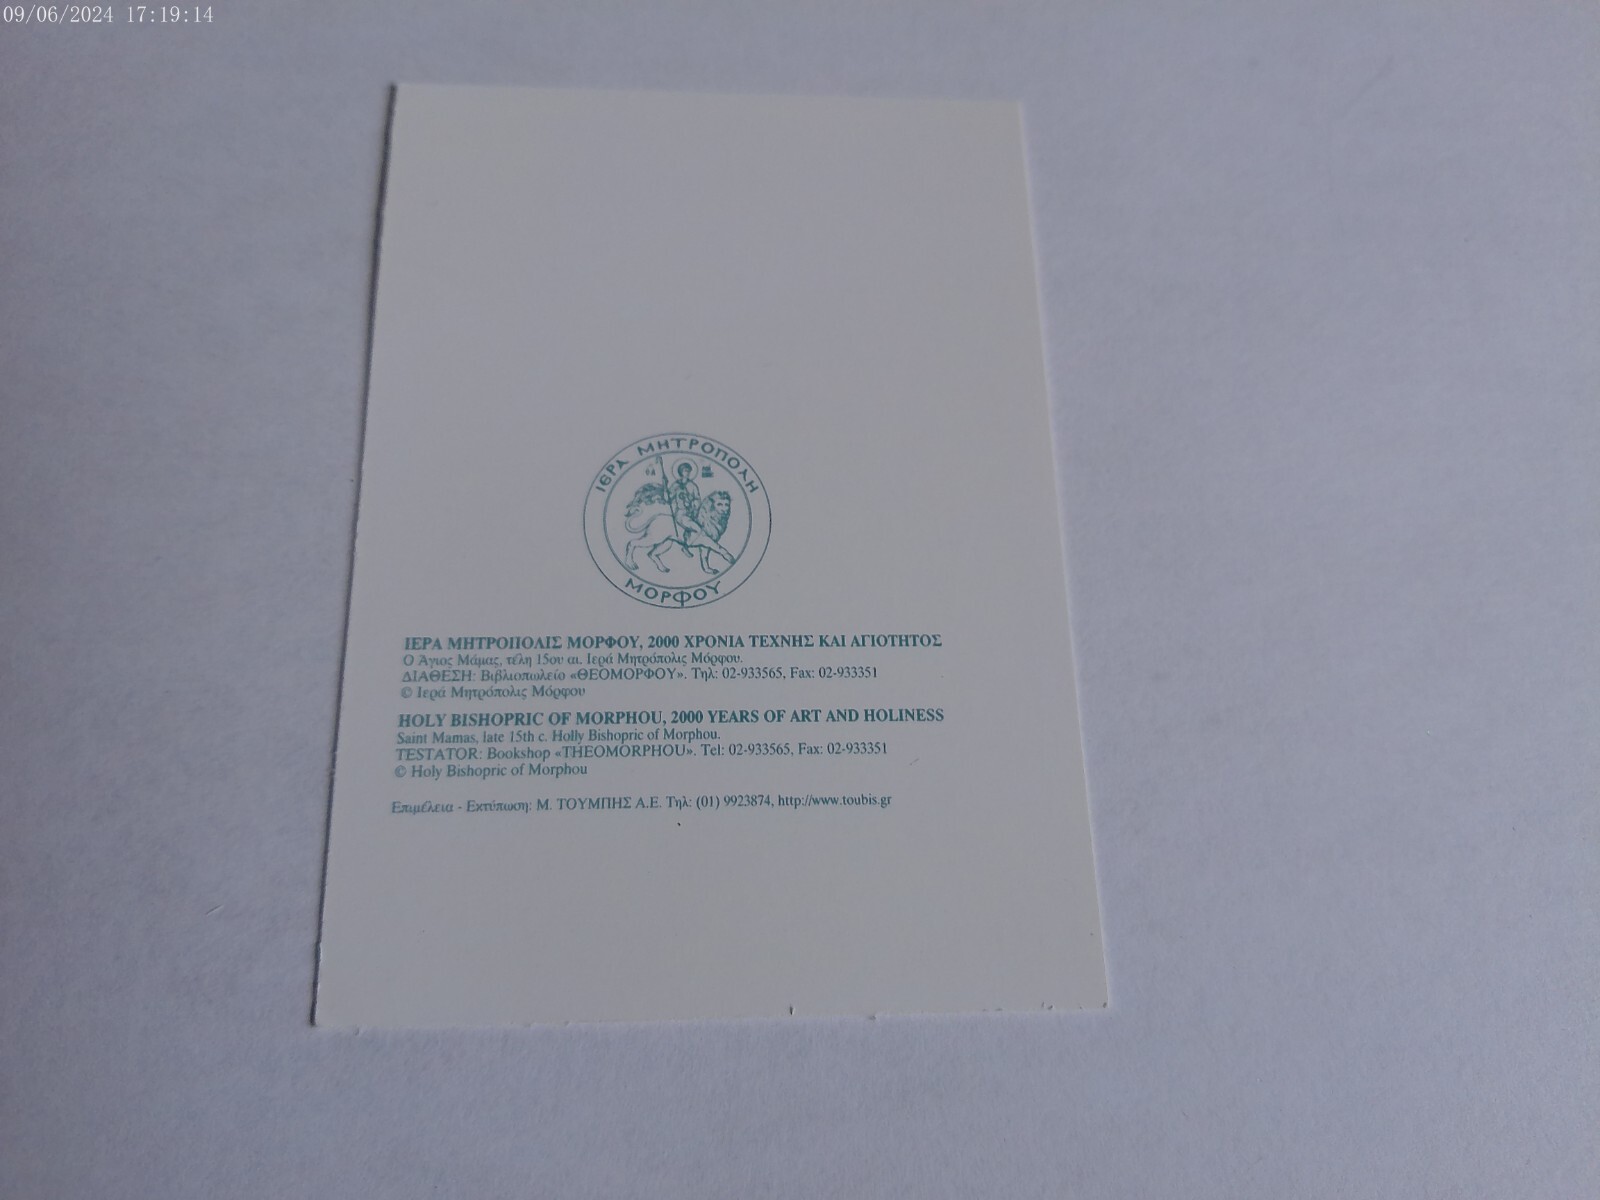 09/06/2024 17:19:14
ΙΕΡΑ ΜΗΤΡΟΠΟΛΗ
ΜΟΡΦΟΥ
ΙΕΡΑ ΜΗΤΡΟΠΟΛΙΣ ΜΟΡΦΟΥ, 2000 ΧΡΟΝΙΑ ΤΕΧΝΗΣ ΚΑΙ ΑΓΙΟΤΗΤΟΣ
Ο Άγιος Μάμας, τέλη 15ου αι. Ιερά Μητρόπολις Μόρφου.
ΔΙΑΘΕΣΗ: Βιβλιοπωλείο «ΘΕΟΜΟΡΦΟΥ». Τηλ: 02-933565, Fax: 02-933351
© Ιερά Μητρόπολις Μόρφου
HOLY BISHOPRIC OF MORPHOU, 2000 YEARS OF ART AND HOLINESS
Saint Mamas, late 15th c. Holly Bishopric of Morphou.
TESTATOR: Bookshop «THEOMORPHOU». Tel: 02-933565, Fax: 02-933351
© Holy Bishopric of Morphou
Επιμέλεια - Εκτύπωση: Μ. ΤΟΥΜΠΗΣ Α.Ε. Τηλ: (01) 9923874, http://www.toubis.gr